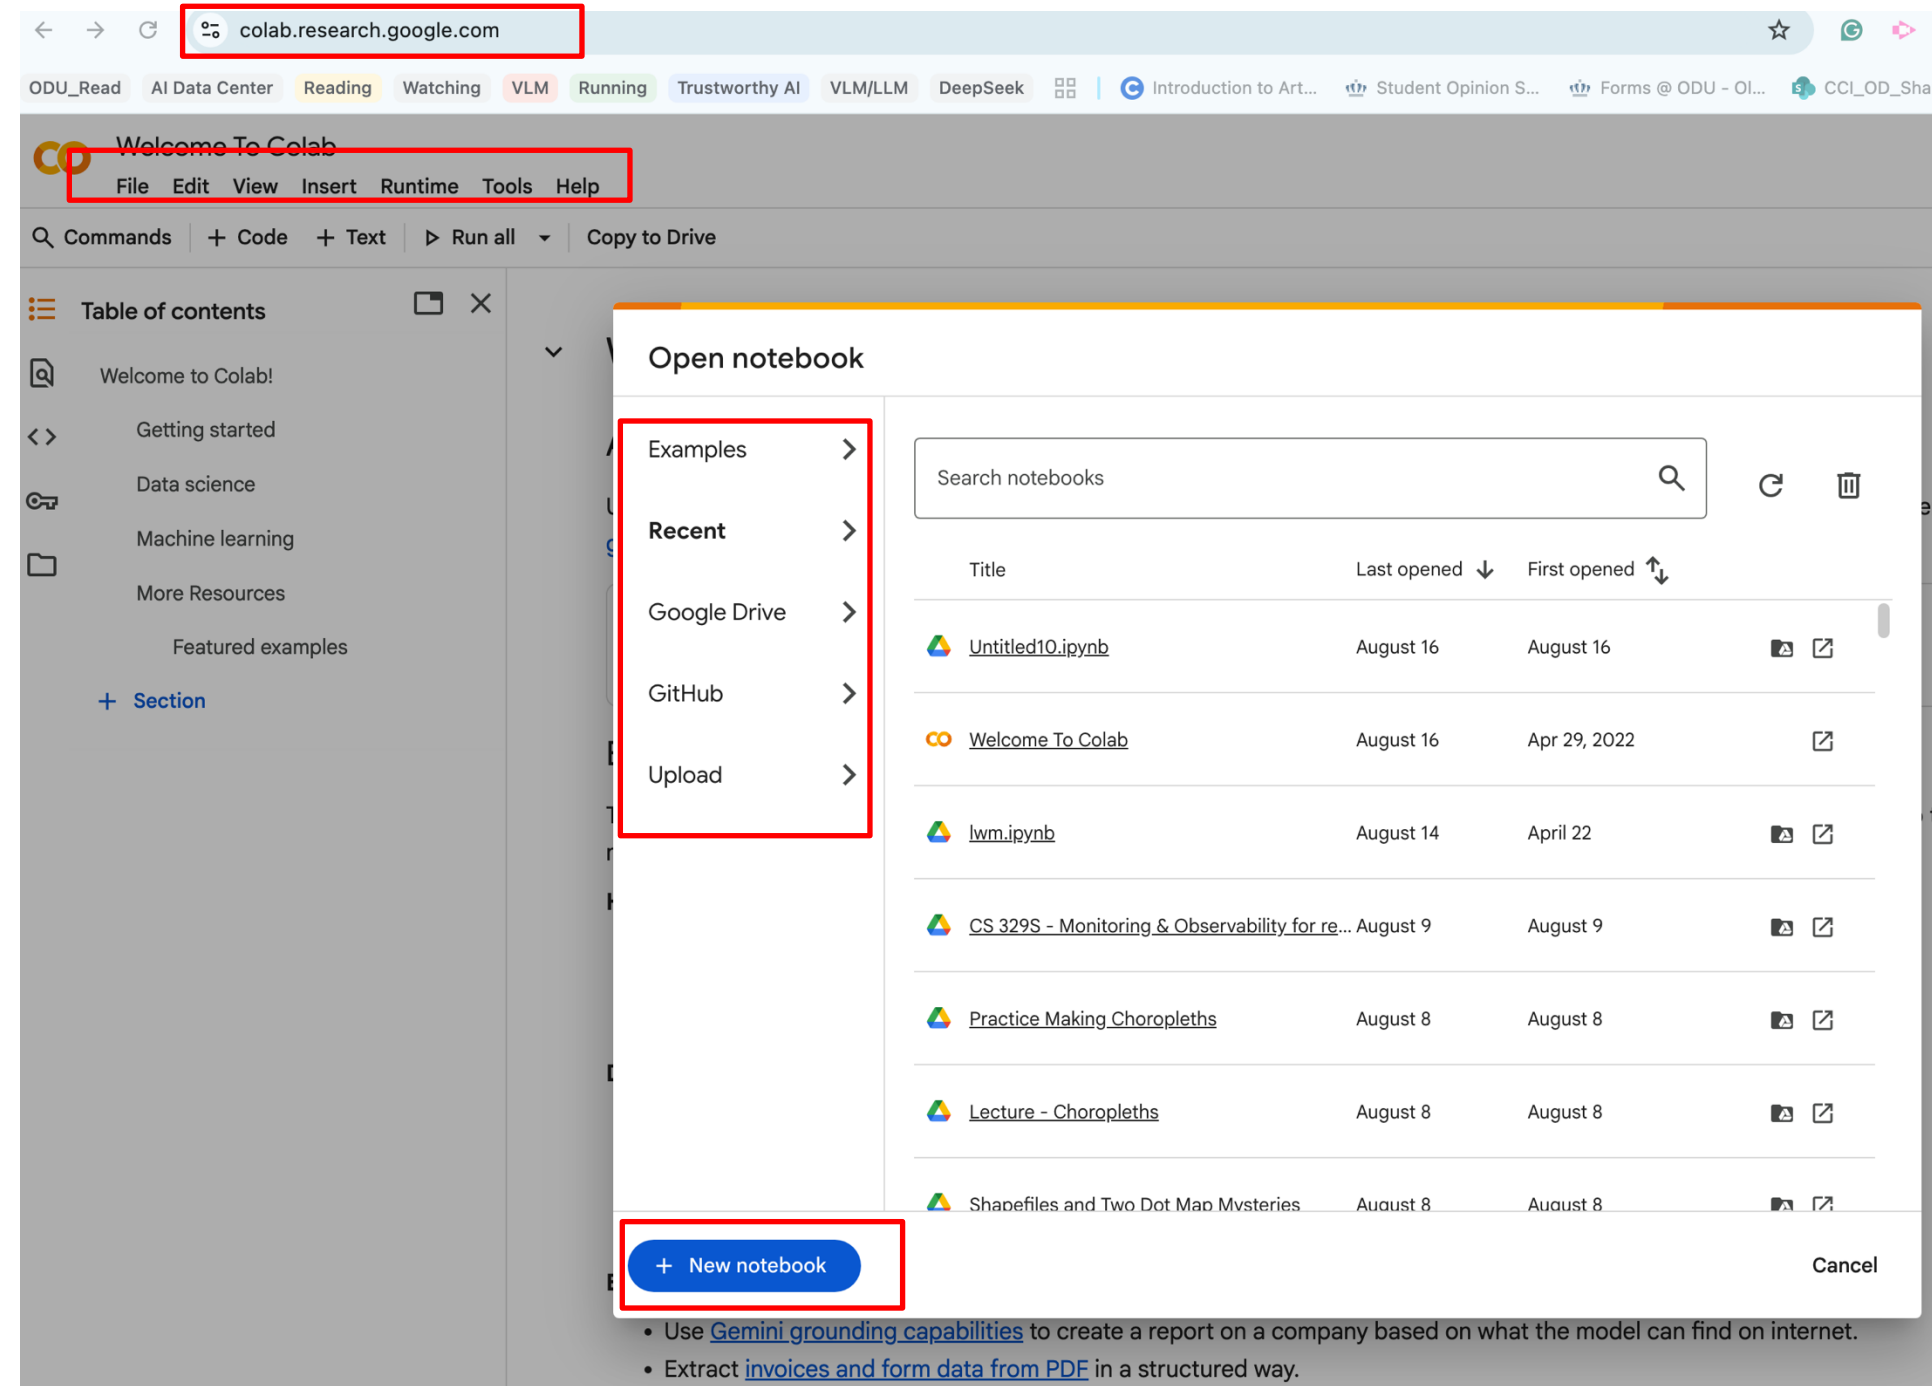 colab.research.google.com
ODU_Read AI Data Center Reading Watching VLM Running Trustworthy AI VLM/LLM DeepSeek Introduction to Art... Student Opinion S... Forms @ ODU - Ol... CCI_OD_Sha
Welcome To Colab
File Edit View Insert Runtime Tools Help
Commands + Code + Text Run all Copy to Drive
Table of contents
Welcome to Colab!
Getting started
Data science
Machine learning
More Resources
Featured examples
+ Section
Open notebook
Examples
Recent
Google Drive
GitHub
Upload
Search notebooks
Title Last opened First opened
Untitled10.ipynb August 16 August 16
Welcome To Colab August 16 Apr 29, 2022
lwm.ipynb August 14 April 22
CS 329S - Monitoring & Observability for re... August 9 August 9
Practice Making Choropleths August 8 August 8
Lecture - Choropleths August 8 August 8
Shapefiles and Two Dot Map Mysteries August 8 August 8
+ New notebook
Cancel
• Use Gemini grounding capabilities to create a report on a company based on what the model can find on internet.
• Extract invoices and form data from PDF in a structured way.